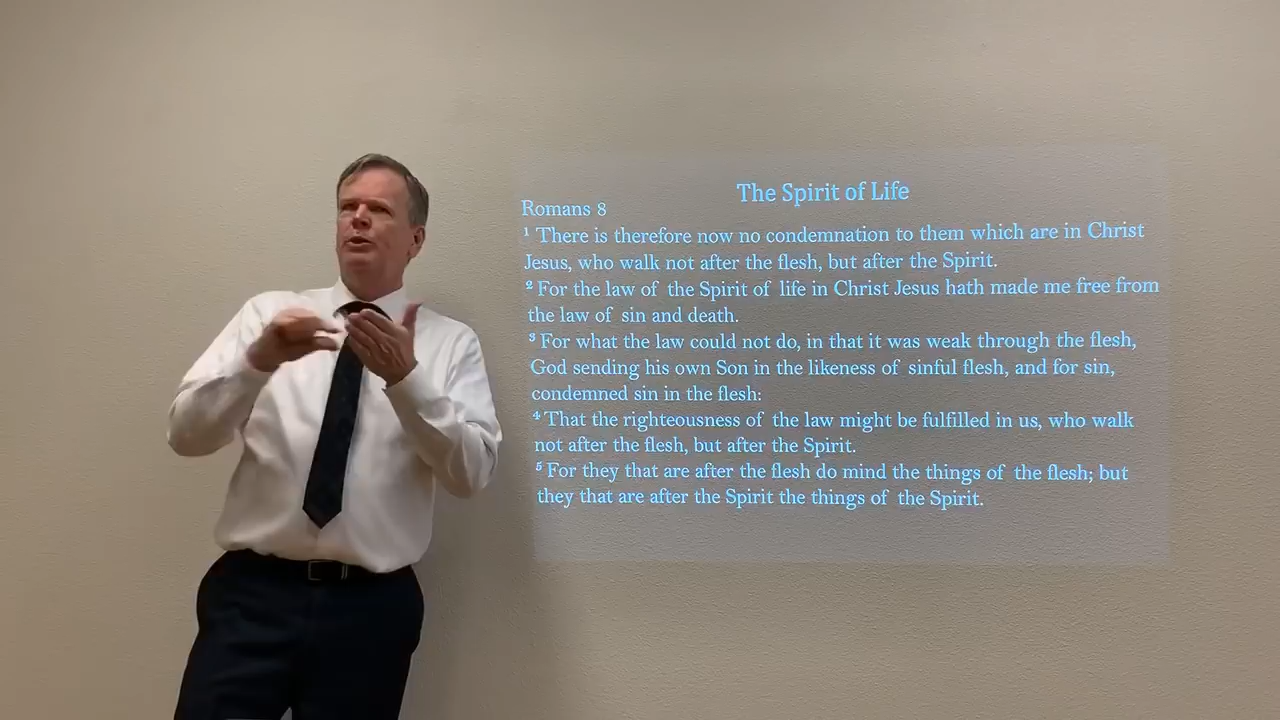 The Spirit of Life
Romans 8
¹ There is therefore now no condemnation to them which are in Christ
Jesus, who walk not after the flesh, but after the Spirit.
² For the law of the Spirit of life in Christ Jesus hath made me free from
the law of sin and death.
³ For what the law could not do, in that it was weak through the flesh,
God sending his own Son in the likeness of sinful flesh, and for sin,
condemned sin in the flesh:
⁴ That the righteousness of the law might be fulfilled in us, who walk
not after the flesh, but after the Spirit.
⁵ For they that are after the flesh do mind the things of the flesh; but
they that are after the Spirit the things of the Spirit.